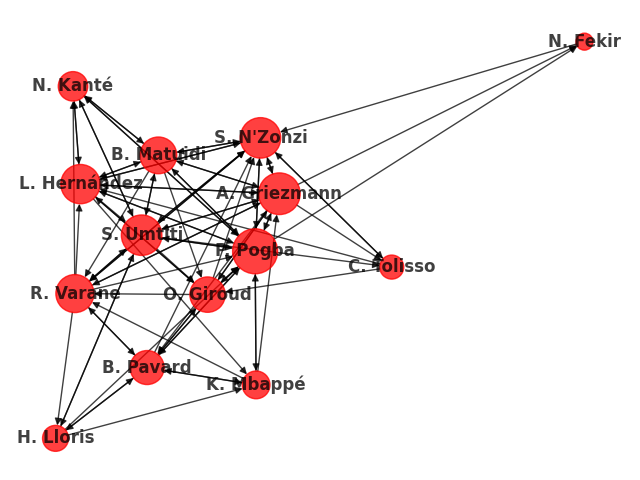 N. Fekir
N. Kanté
S. N'Zonzi
B. Matuidi
L. Hernández
A. Griezmann
S. Umtiti
P. Pogba
C. Tolisso
R. Varane
O. Giroud
B. Pavard
K. Mbappé
H. Lloris